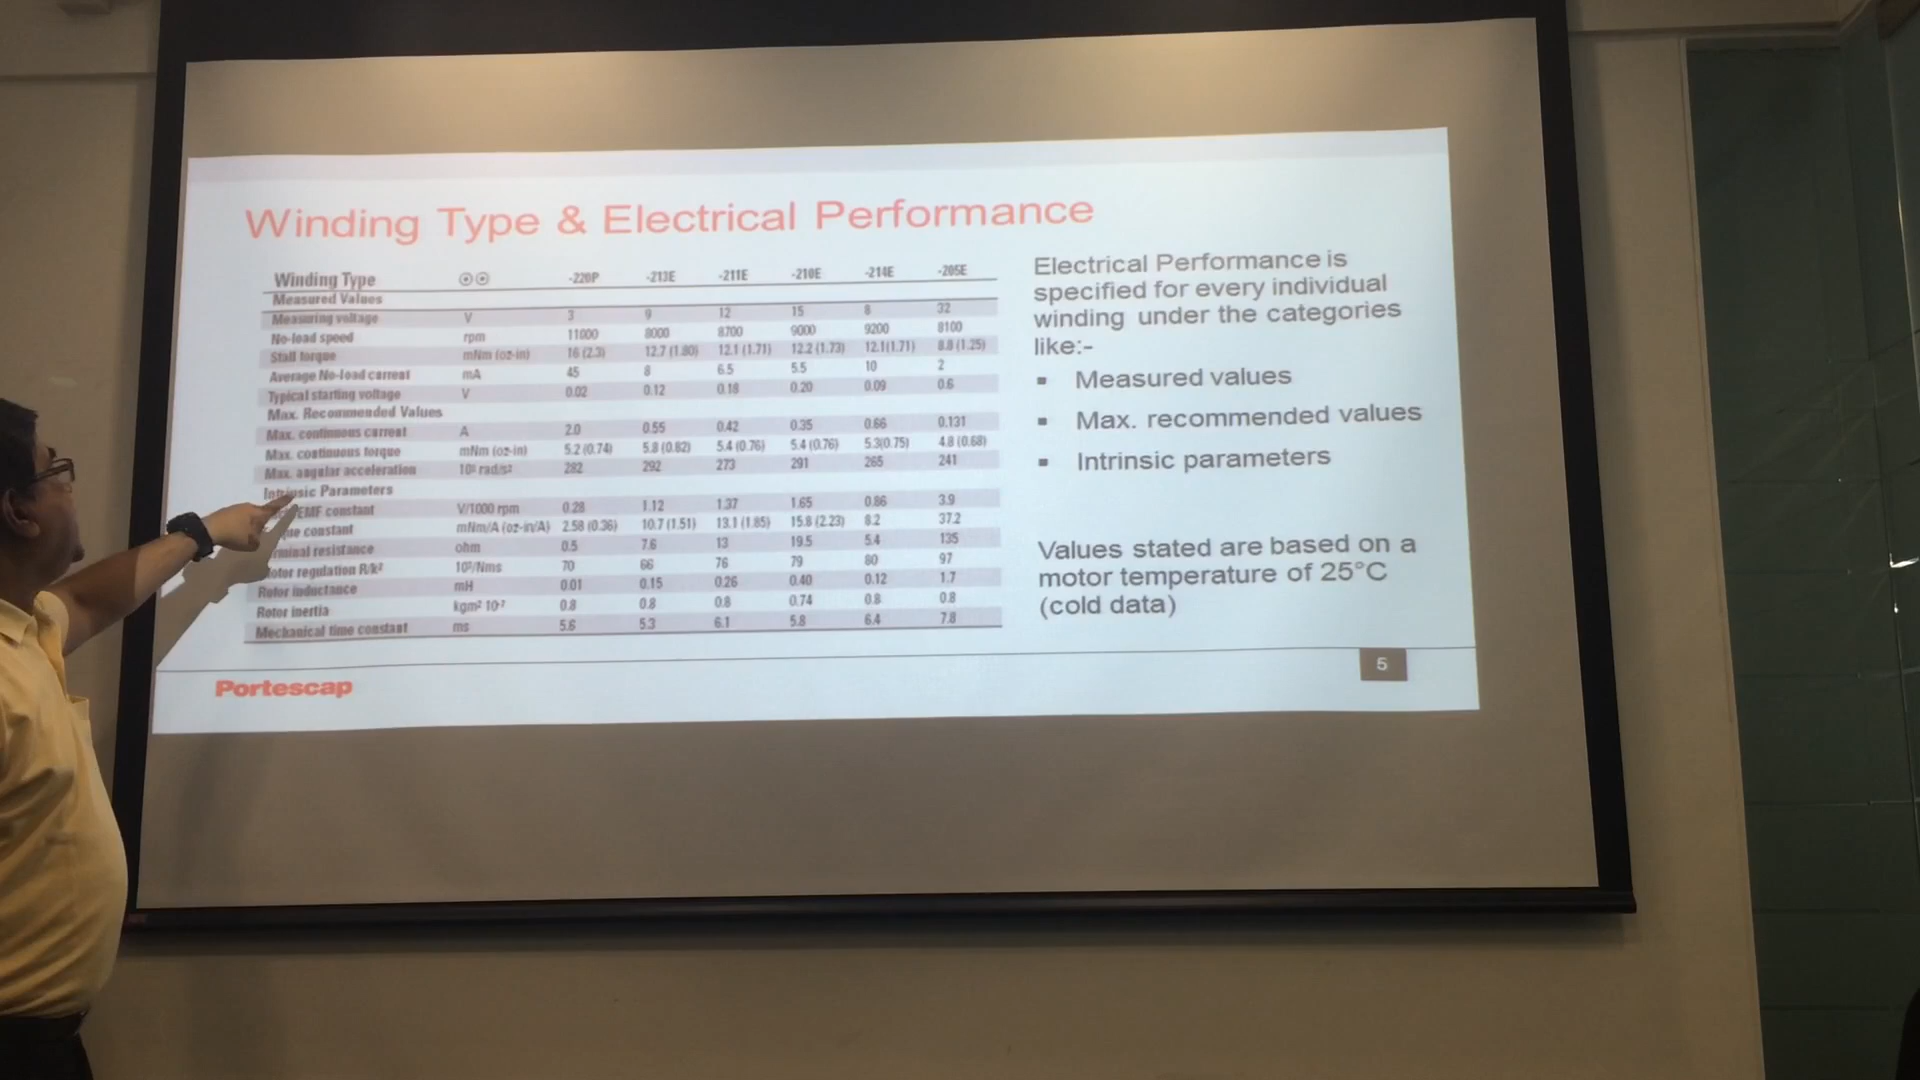 Winding Type & Electrical Performance
Winding Type -220P -213E -211E -210E -214E -205E
Measured Values
Measuring voltage V 3 9 12 15 8 32
No-load speed rpm 11000 8000 8700 9000 9200 8100
Stall torque mNm (oz-in) 16 (2.3) 12.7 (1.80) 12.1 (1.71) 12.2 (1.73) 12.1(1.71) 8.8 (1.25)
Average No-load current mA 45 8 6.5 5.5 10 2
Typical starting voltage V 0.02 0.12 0.18 0.20 0.09 0.6
Max. Recommended Values
Max. continuous current A 2.0 0.55 0.42 0.35 0.66 0.131
Max. continuous torque mNm (oz-in) 5.2 (0.74) 5.8 (0.82) 5.4 (0.76) 5.4 (0.76) 5.3(0.75) 4.8 (0.68)
Max. angular acceleration 10³ rad/s² 282 292 273 291 265 241
Intrinsic Parameters
EMF constant V/1000 rpm 0.28 1.12 1.37 1.65 0.86 3.9
constant mNm/A (oz-in/A) 2.58 (0.36) 10.7 (1.51) 13.1 (1.85) 15.8 (2.23) 8.2 37.2
resistance ohm 0.5 7.6 13 19.5 5.4 135
regulation R/k² 10³/Nms 70 66 76 79 80 97
Rotor inductance mH 0.01 0.15 0.26 0.40 0.12 1.7
Rotor inertia kgm² 10⁻⁷ 0.8 0.8 0.8 0.74 0.8 0.8
Mechanical time constant ms 5.6 5.3 6.1 5.8 6.4 7.8
Electrical Performance is
specified for every individual
winding under the categories
like:-
▪ Measured values
▪ Max. recommended values
▪ Intrinsic parameters
Values stated are based on a
motor temperature of 25°C
(cold data)
Portescap
5